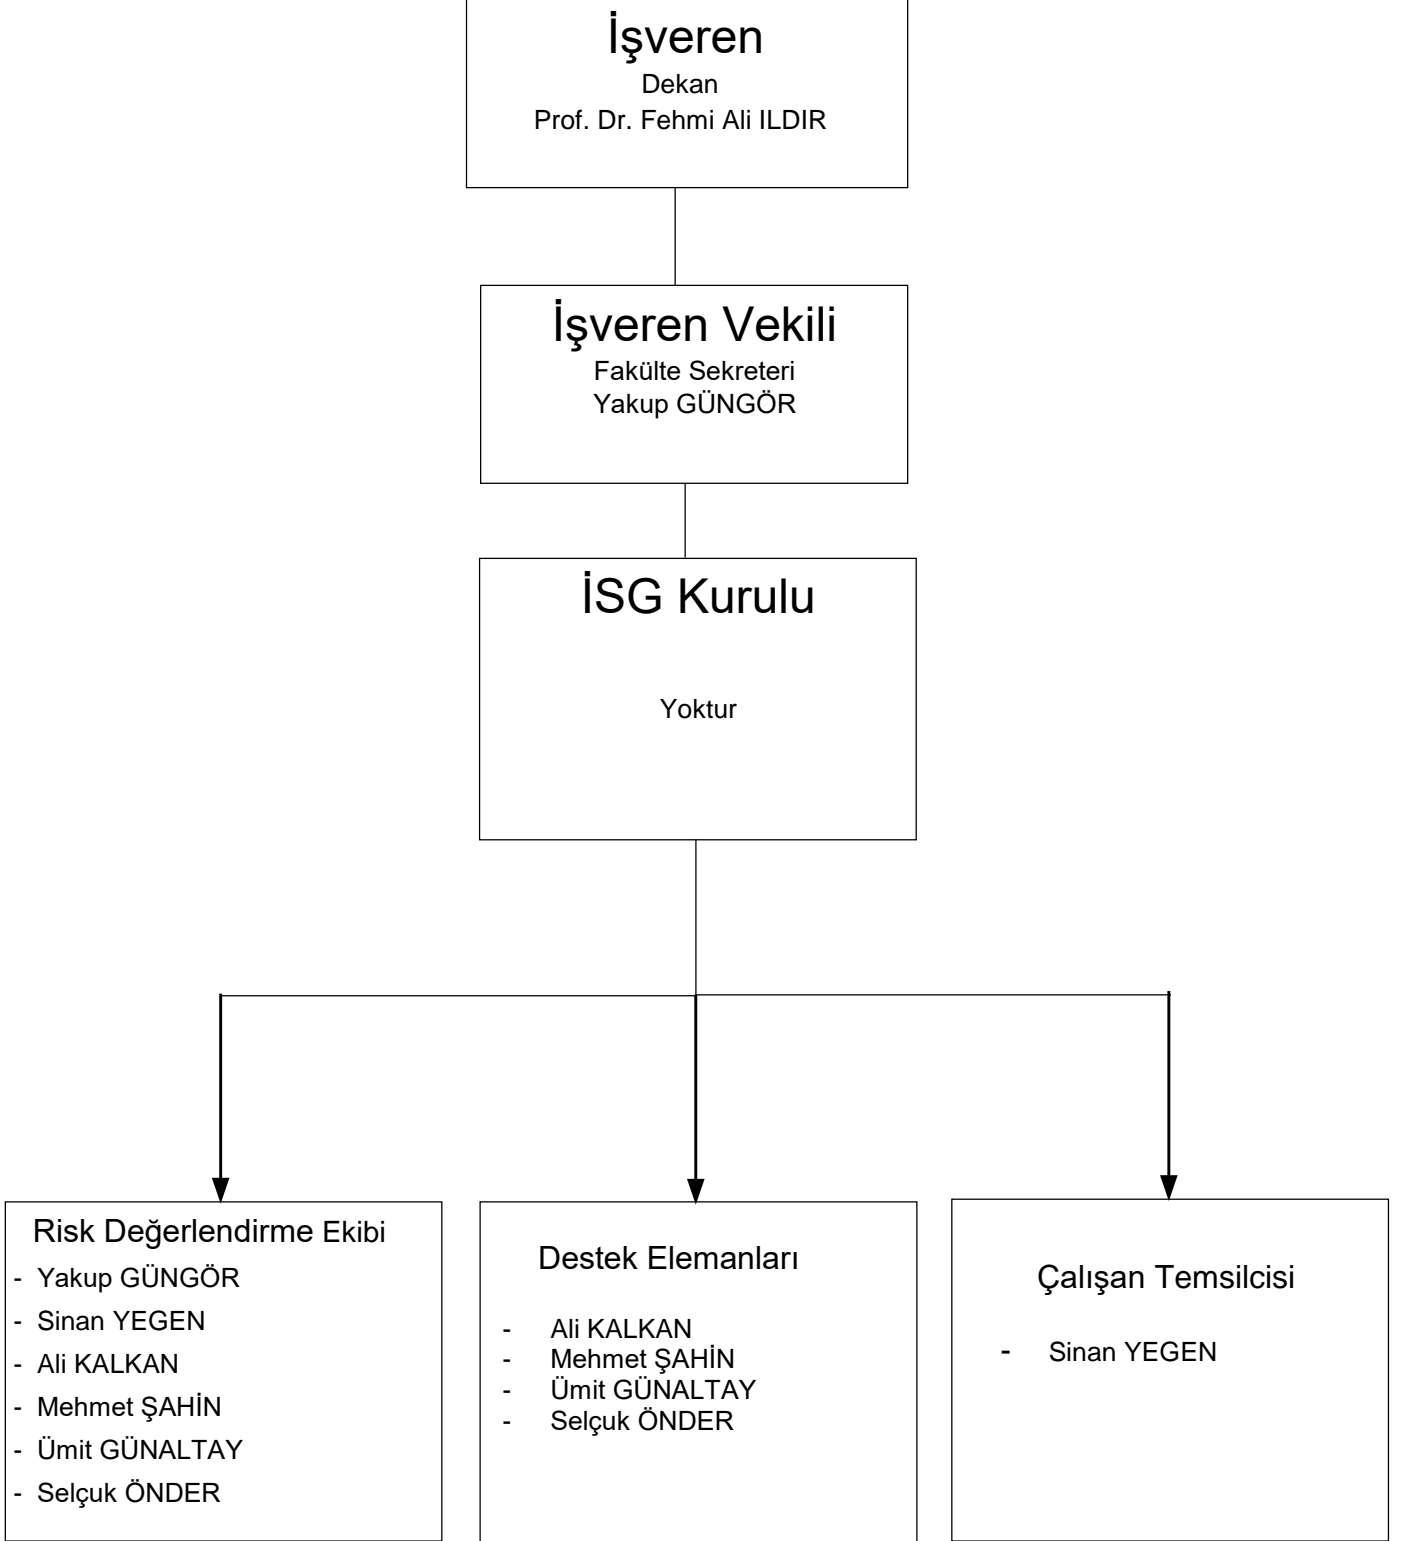 İşveren
Dekan
Prof. Dr. Fehmi Ali ILDIR
İşveren Vekili
Fakülte Sekreteri
Yakup GÜNGÖR
İSG Kurulu
Yoktur
Risk Değerlendirme Ekibi
- Yakup GÜNGÖR
- Sinan YEGEN
- Ali KALKAN
- Mehmet ŞAHİN
- Ümit GÜNALTAY
- Selçuk ÖNDER
Destek Elemanları
- Ali KALKAN
- Mehmet ŞAHİN
- Ümit GÜNALTAY
- Selçuk ÖNDER
Çalışan Temsilcisi
- Sinan YEGEN